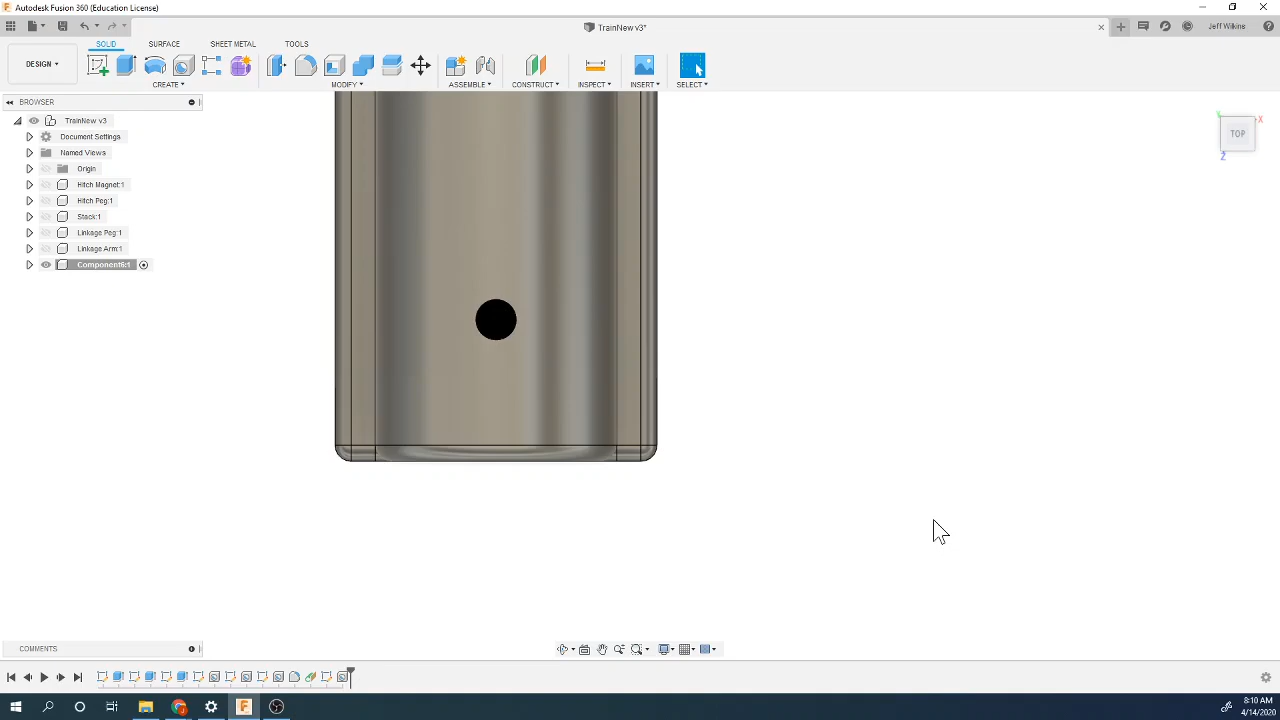 Autodesk Fusion 360 (Education License)
TrainNew v3*
Jeff Wilkins
DESIGN
SOLID
SURFACE
SHEET METAL
TOOLS
CREATE
MODIFY
ASSEMBLE
CONSTRUCT
INSPECT
INSERT
SELECT
BROWSER
TrainNew v3
Document Settings
Named Views
Origin
Hitch Magnet:1
Hitch Peg:1
Stack:1
Linkage Peg:1
Linkage Arm:1
Component6:1
Y
X
TOP
Z
COMMENTS
8:10 AM
4/14/2020